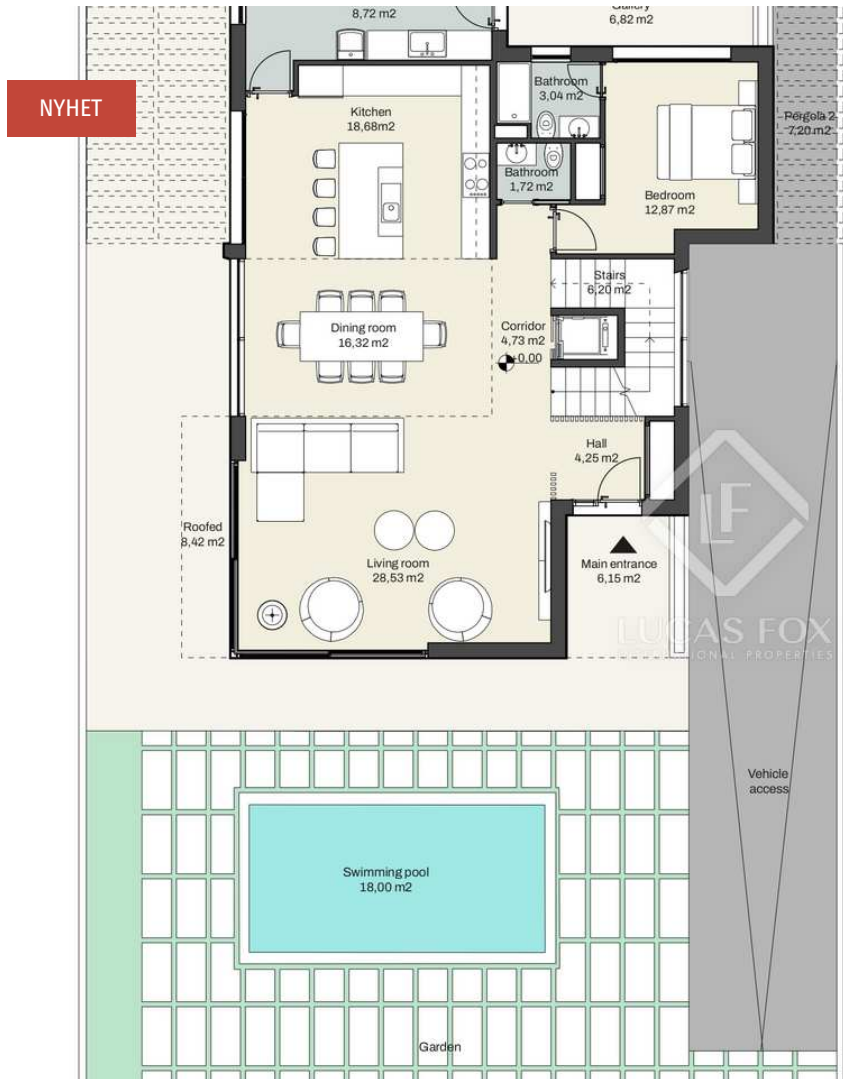 8,72 m2
Gallery
6,82 m2
NYHET
Kitchen
18,68m2
Bathroom
3,04 m2
Pergola 2
7,20 m2
Bathroom
1,72 m2
Bedroom
12,87 m2
Stairs
6,20 m2
Dining room
16,32 m2
Corridor
4,73 m2
+0,00
Hall
4,25 m2
LF
Roofed
8,42 m2
Living room
28,53 m2
Main entrance
6,15 m2
LUCAS FOX
INTERNATIONAL PROPERTIES
Vehicle
access
Swimming pool
18,00 m2
Garden